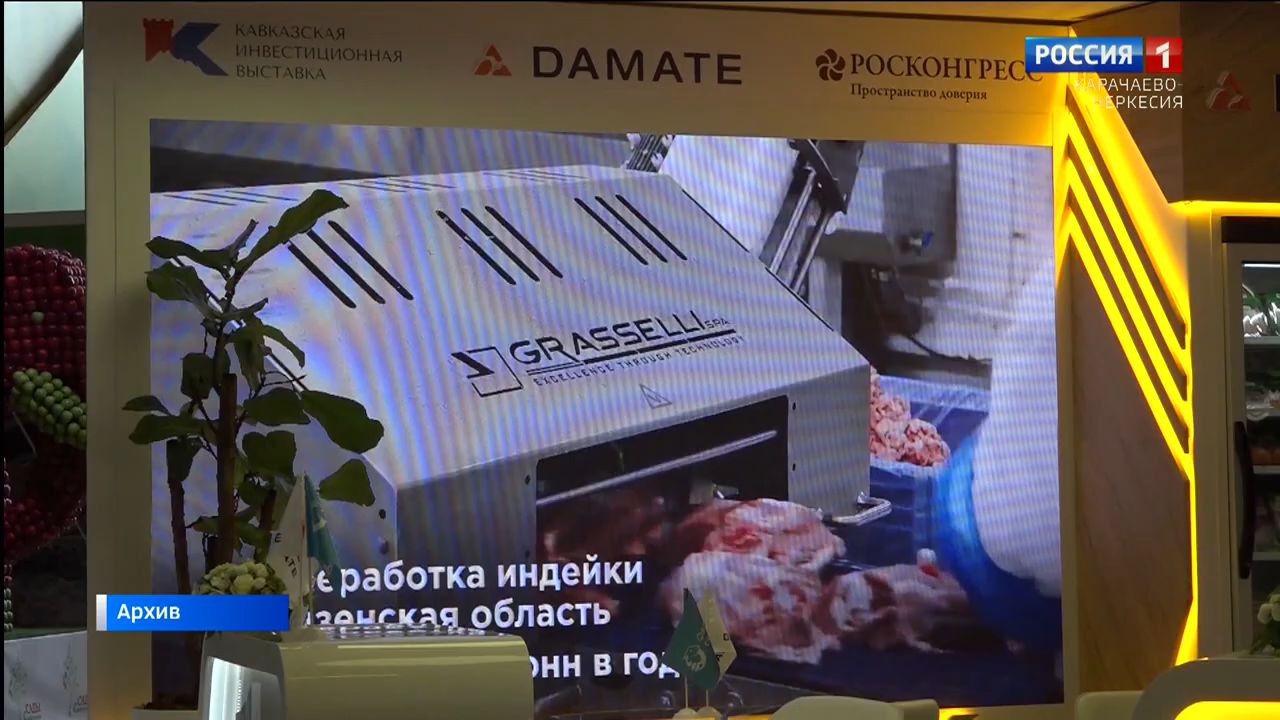 КАВКАЗСКАЯ
ИНВЕСТИЦИОННАЯ
ВЫСТАВКА
DAMATE
РОСКОНГРЕСС
Пространство доверия
РОССИЯ 1
КАРАЧАЕВО-
ЧЕРКЕСИЯ
GRASSELLI SPA
EXCELLENCE THROUGH TECHNOLOGY
работка индейки
зенская область
онн в год
Архив
САДЫ